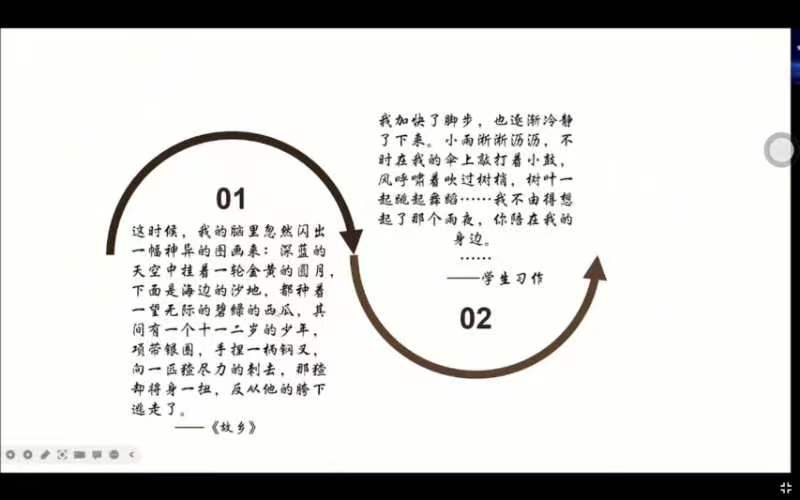 01
这时候，我的脑里忽然闪出
一幅神异的图画来：深蓝的
天空中挂着一轮金黄的圆月，
下面是海边的沙地，都种着
一望无际的碧绿的西瓜，其
间有一个十一二岁的少年，
项带银圈，手捏一柄钢叉，
向一匹猹尽力的刺去，那猹
却将身一扭，反从他的胯下
逃走了。
——《故乡》
我加快了脚步，也逐渐冷静
了下来。小雨淅淅沥沥，不
时在我的伞上敲打着小鼓，
风呼啸着吹过树梢，树叶一
起跳起舞蹈……我不由得想
起了那个雨夜，你陪在我的
身边。
……
——学生习作
02